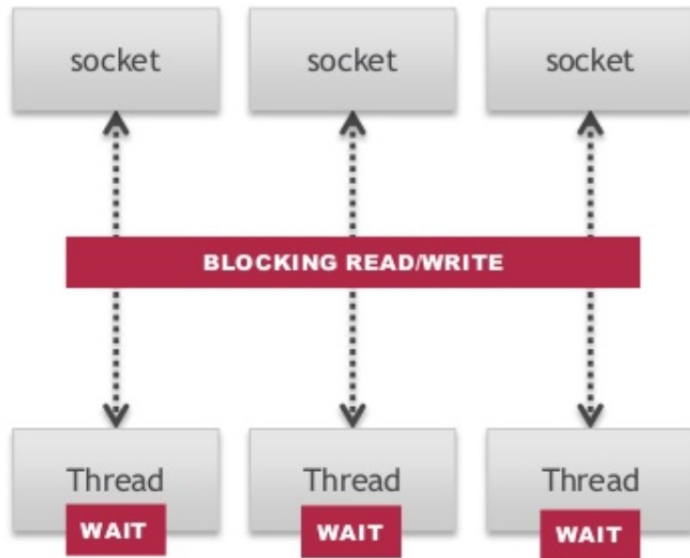 socket socket socket
BLOCKING READ/WRITE
Thread Thread Thread
WAIT WAIT WAIT